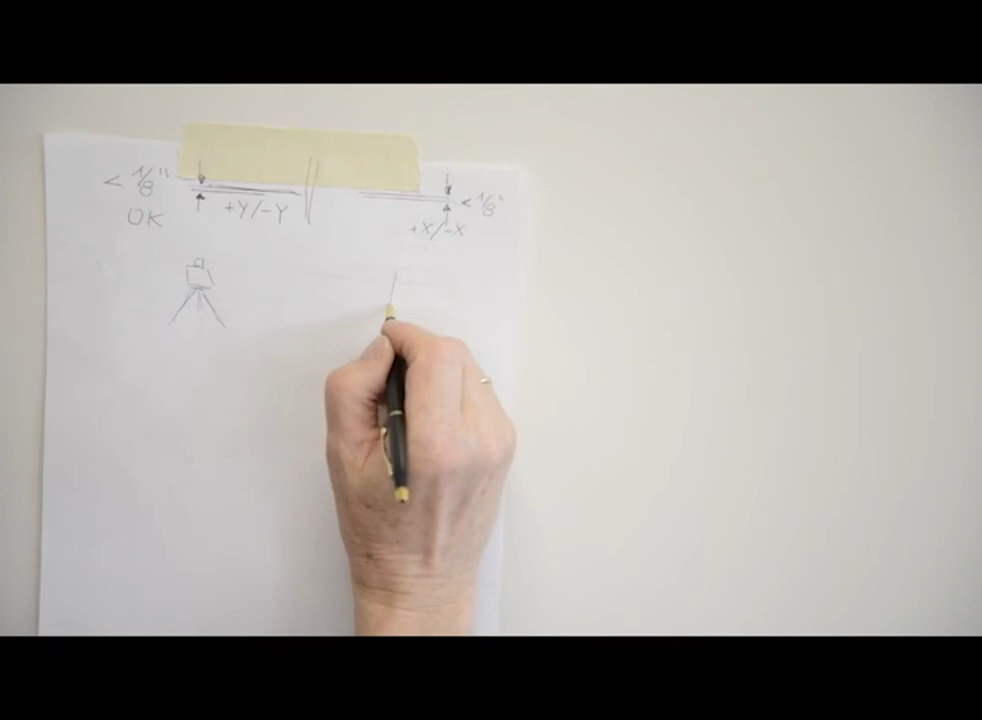 < 1/8" +Y/-Y < 1/8"
OK +X/-X